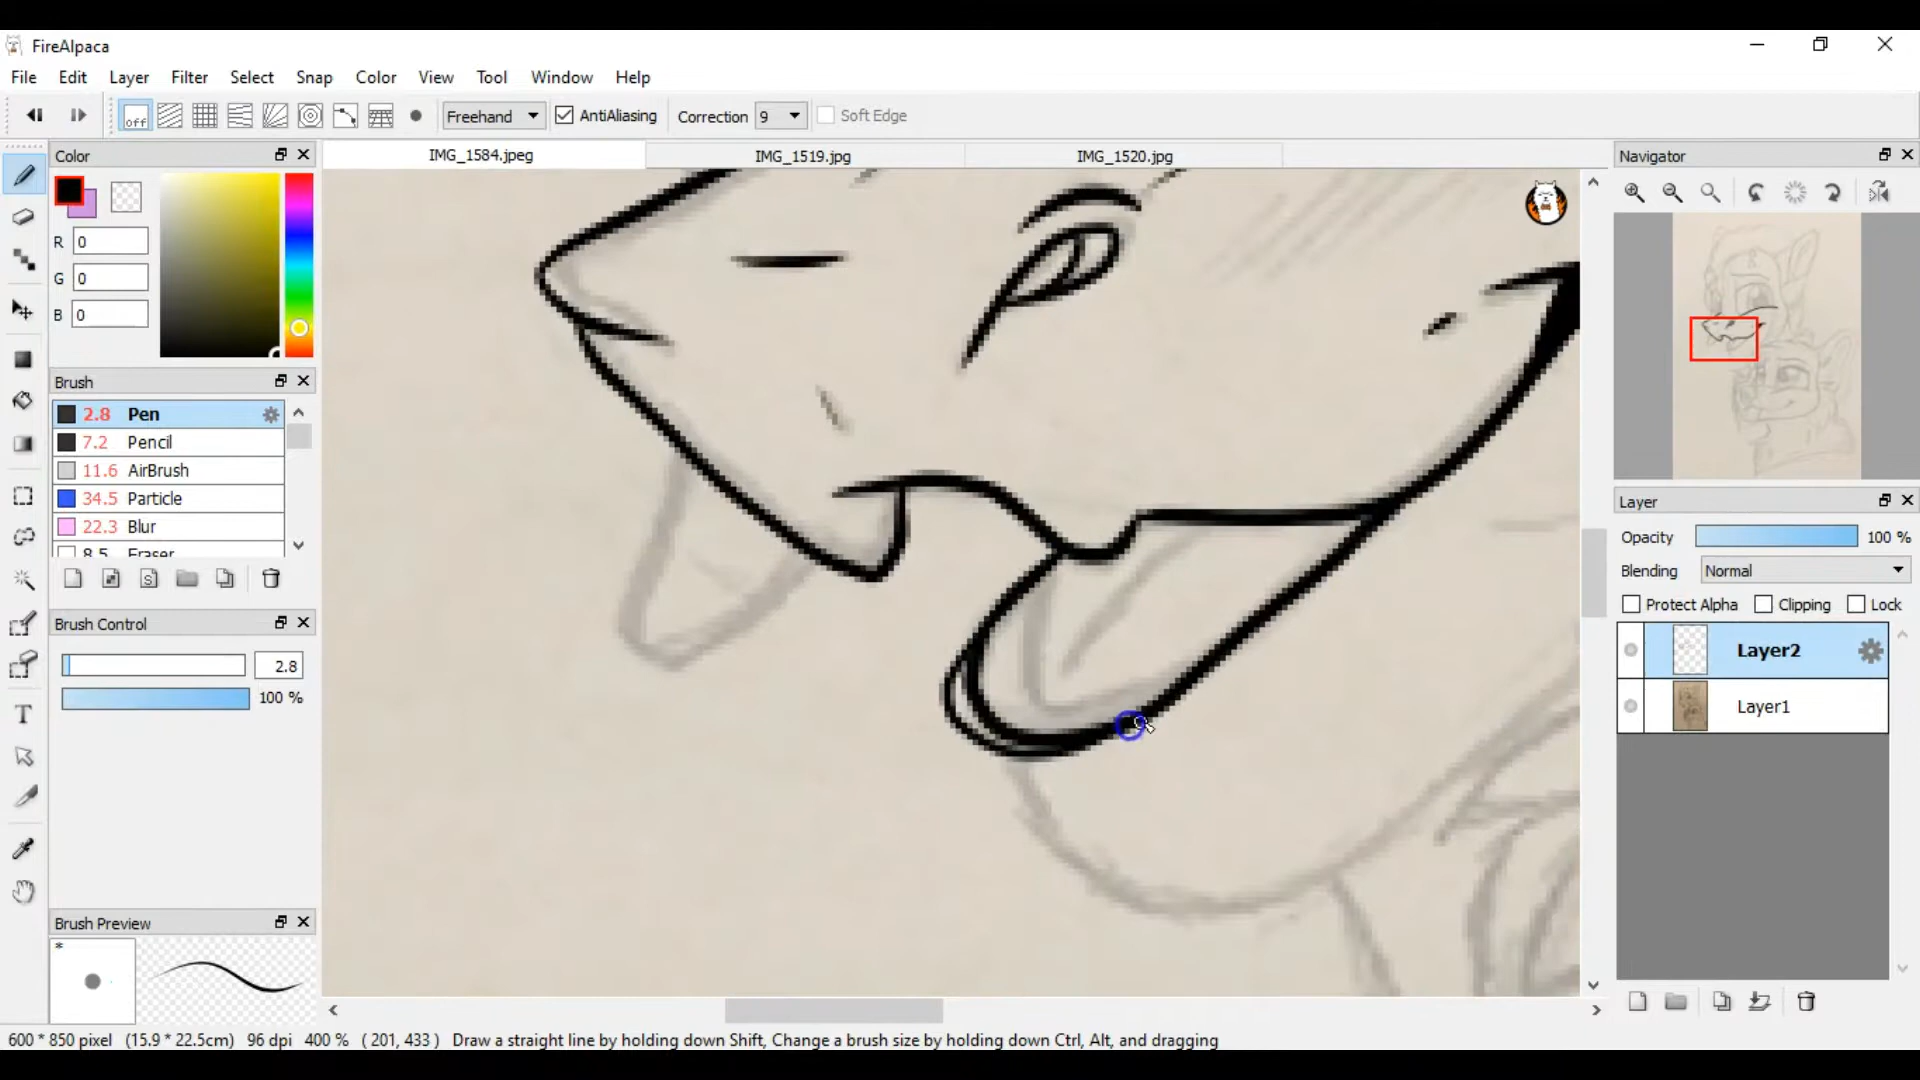 FireAlpaca
File Edit Layer Filter Select Snap Color View Tool Window Help
off Freehand AntiAliasing Correction 9 Soft Edge
Color
R 0
G 0
B 0
Brush
2.8 Pen
7.2 Pencil
11.6 AirBrush
34.5 Particle
22.3 Blur
8.5 Eraser
S
Brush Control
2.8
100 %
T
Brush Preview
*
IMG_1584.jpeg IMG_1519.jpg IMG_1520.jpg
Navigator
Layer
Opacity 100 %
Blending Normal
Protect Alpha Clipping Lock
Layer2
Layer1
600 * 850 pixel (15.9 * 22.5cm) 96 dpi 400 % ( 201, 433 ) Draw a straight line by holding down Shift, Change a brush size by holding down Ctrl, Alt, and dragging